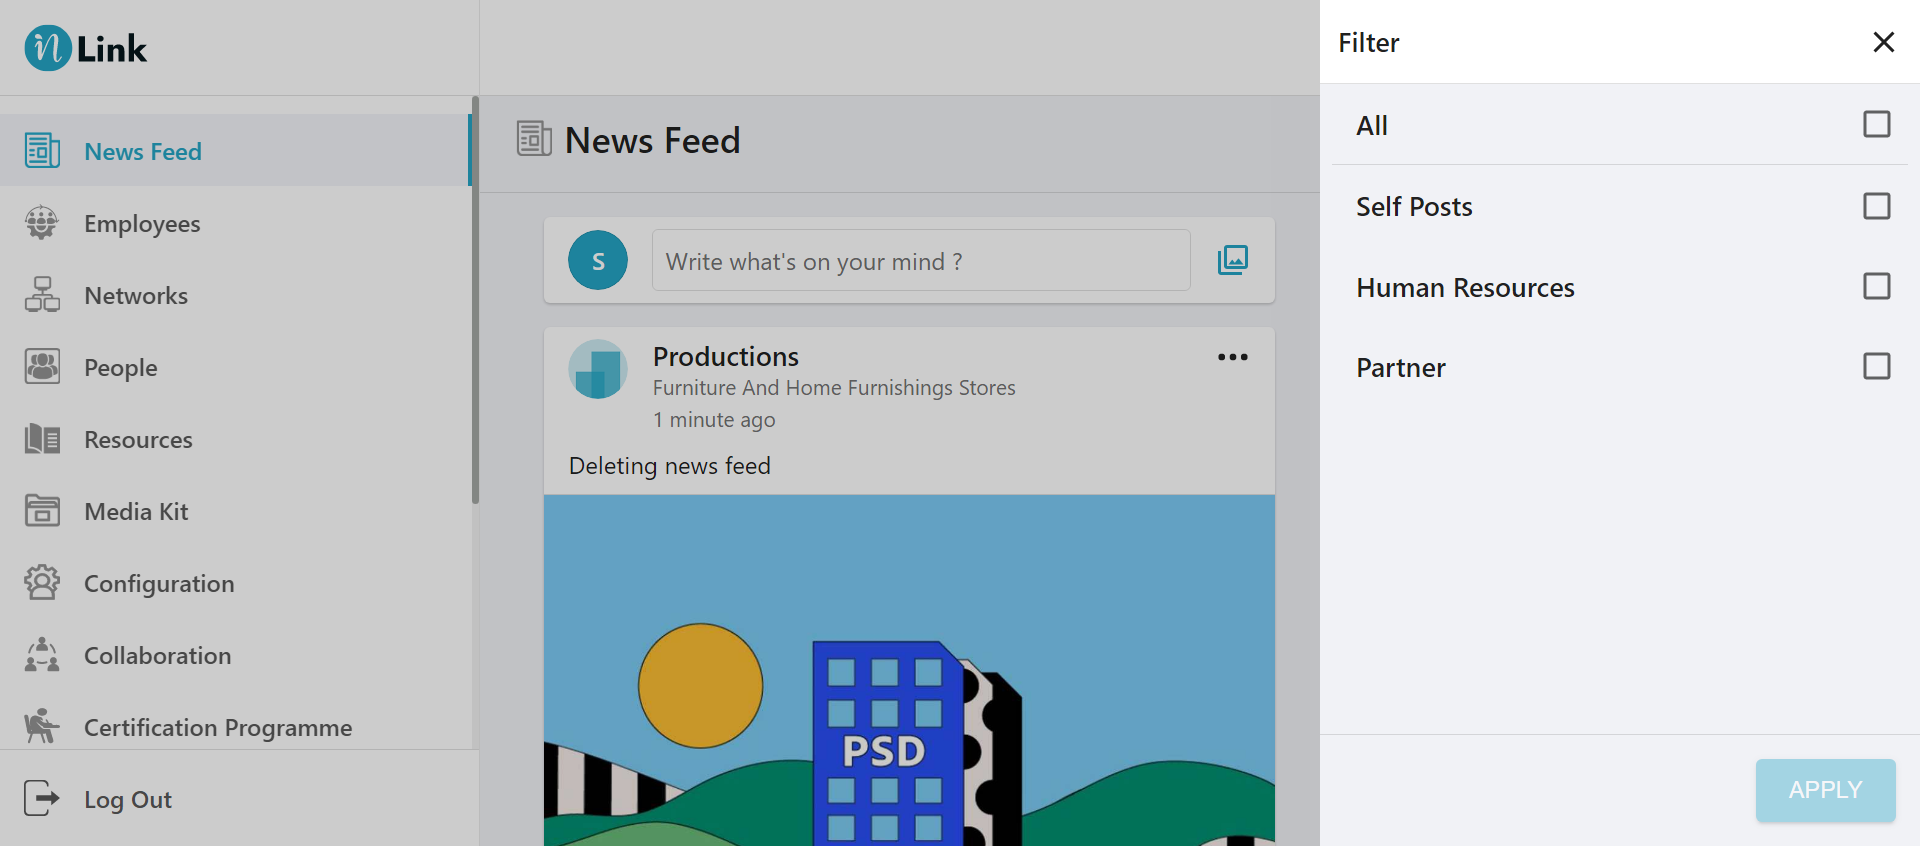 n Link
News Feed
Employees
Networks
People
Resources
Media Kit
Configuration
Collaboration
Certification Programme
Log Out
News Feed
S
Write what's on your mind ?
Productions
Furniture And Home Furnishings Stores
1 minute ago
Deleting news feed
PSD
Filter
All
Self Posts
Human Resources
Partner
APPLY